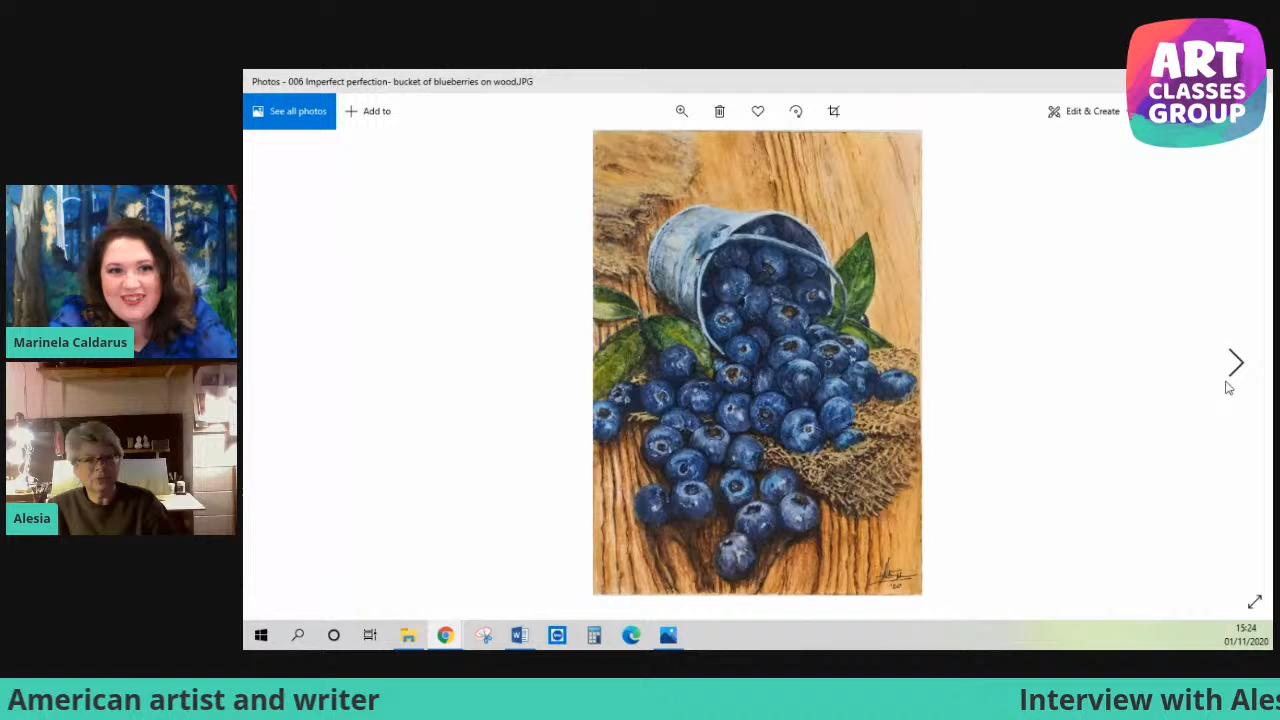 ART
CLASSES
GROUP
Photos - 006 Imperfect perfection- bucket of blueberries on wood.JPG
See all photos
Add to
Edit & Create
Marinela Caldarus
Alesia
'20'
15:24
01/11/2020
American artist and writer
Interview with Ales